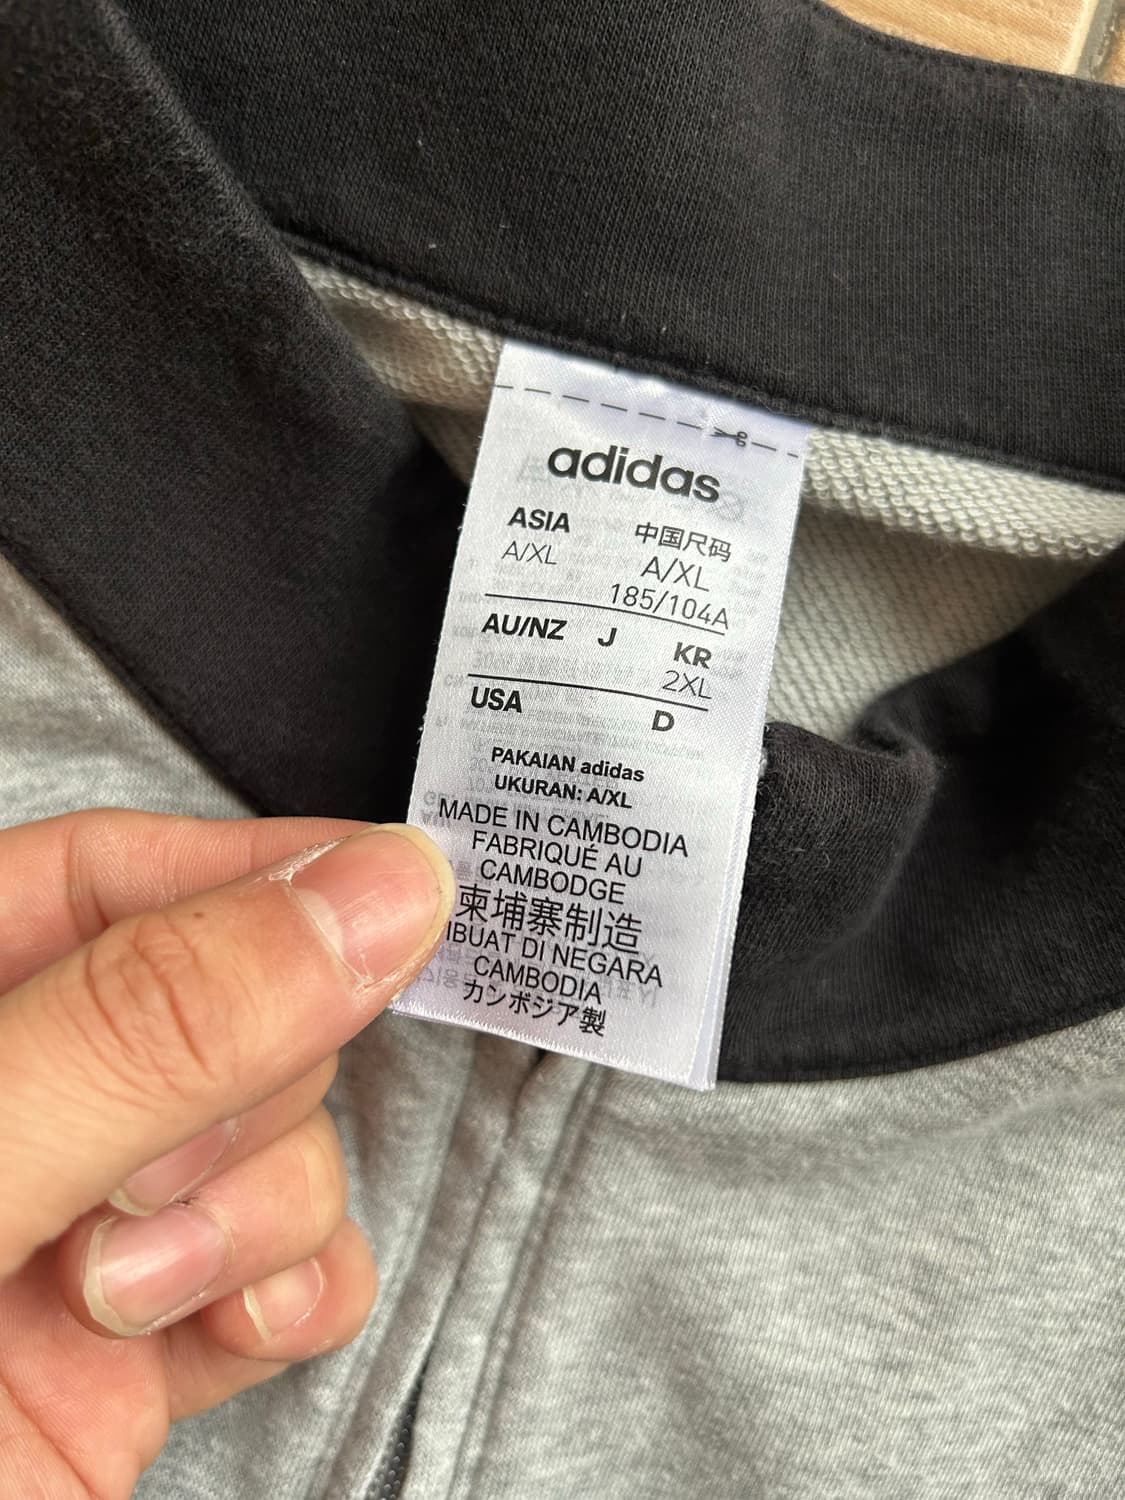 adidas
ASIA 中国尺码
A/XL A/XL
185/104A
AU/NZ J KR
2XL
USA D
PAKAIAN adidas
UKURAN: A/XL
MADE IN CAMBODIA
FABRIQUÉ AU
CAMBODGE
柬埔寨制造
IBUAT DI NEGARA
CAMBODIA
カンボジア製